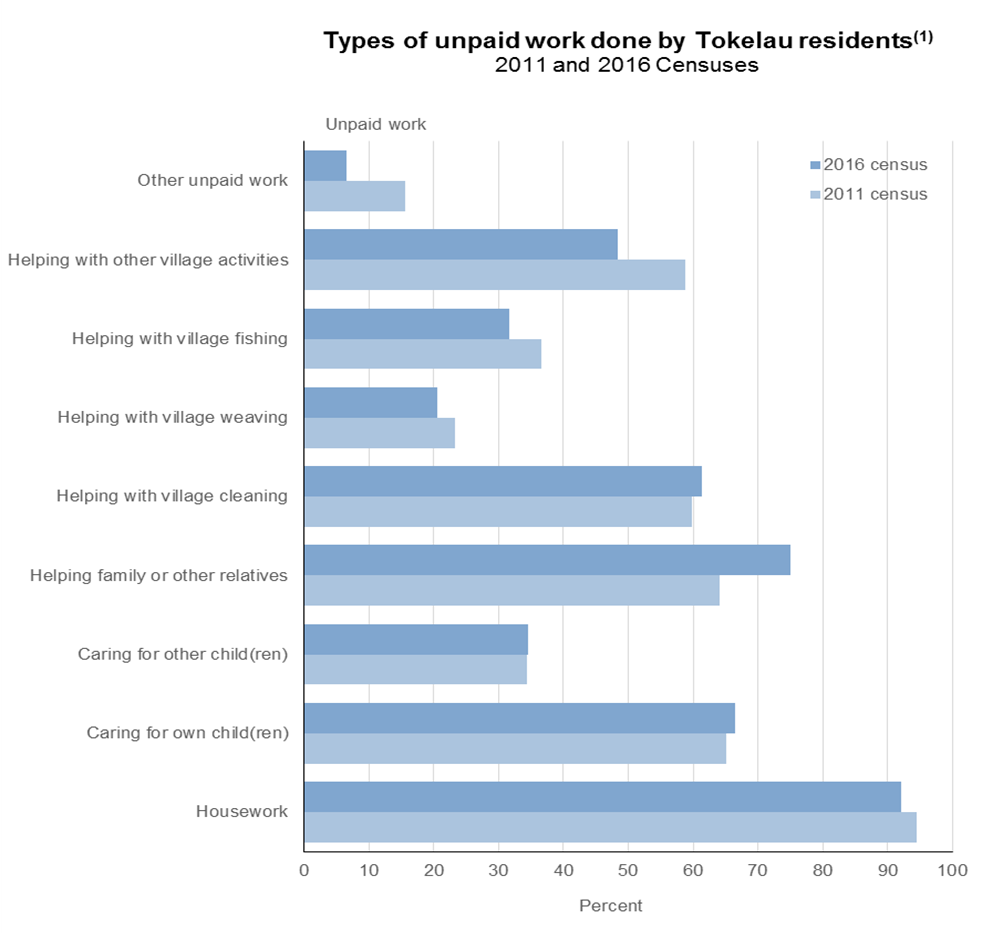 Types of unpaid work done by Tokelau residents(1)
2011 and 2016 Censuses
Unpaid work
2016 census
2011 census
Other unpaid work
Helping with other village activities
Helping with village fishing
Helping with village weaving
Helping with village cleaning
Helping family or other relatives
Caring for other child(ren)
Caring for own child(ren)
Housework
0 10 20 30 40 50 60 70 80 90 100
Percent